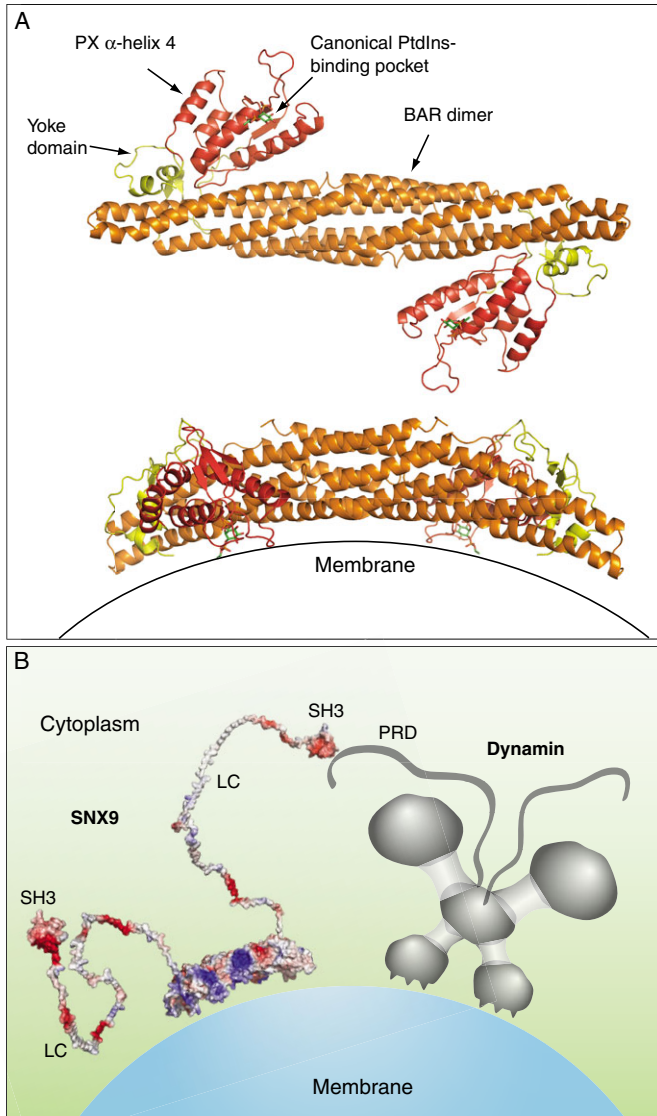 A
PX α-helix 4
Canonical PtdIns-
binding pocket
Yoke
domain
BAR dimer
Membrane
B
Cytoplasm
SH3
PRD
Dynamin
LC
SNX9
SH3
LC
Membrane